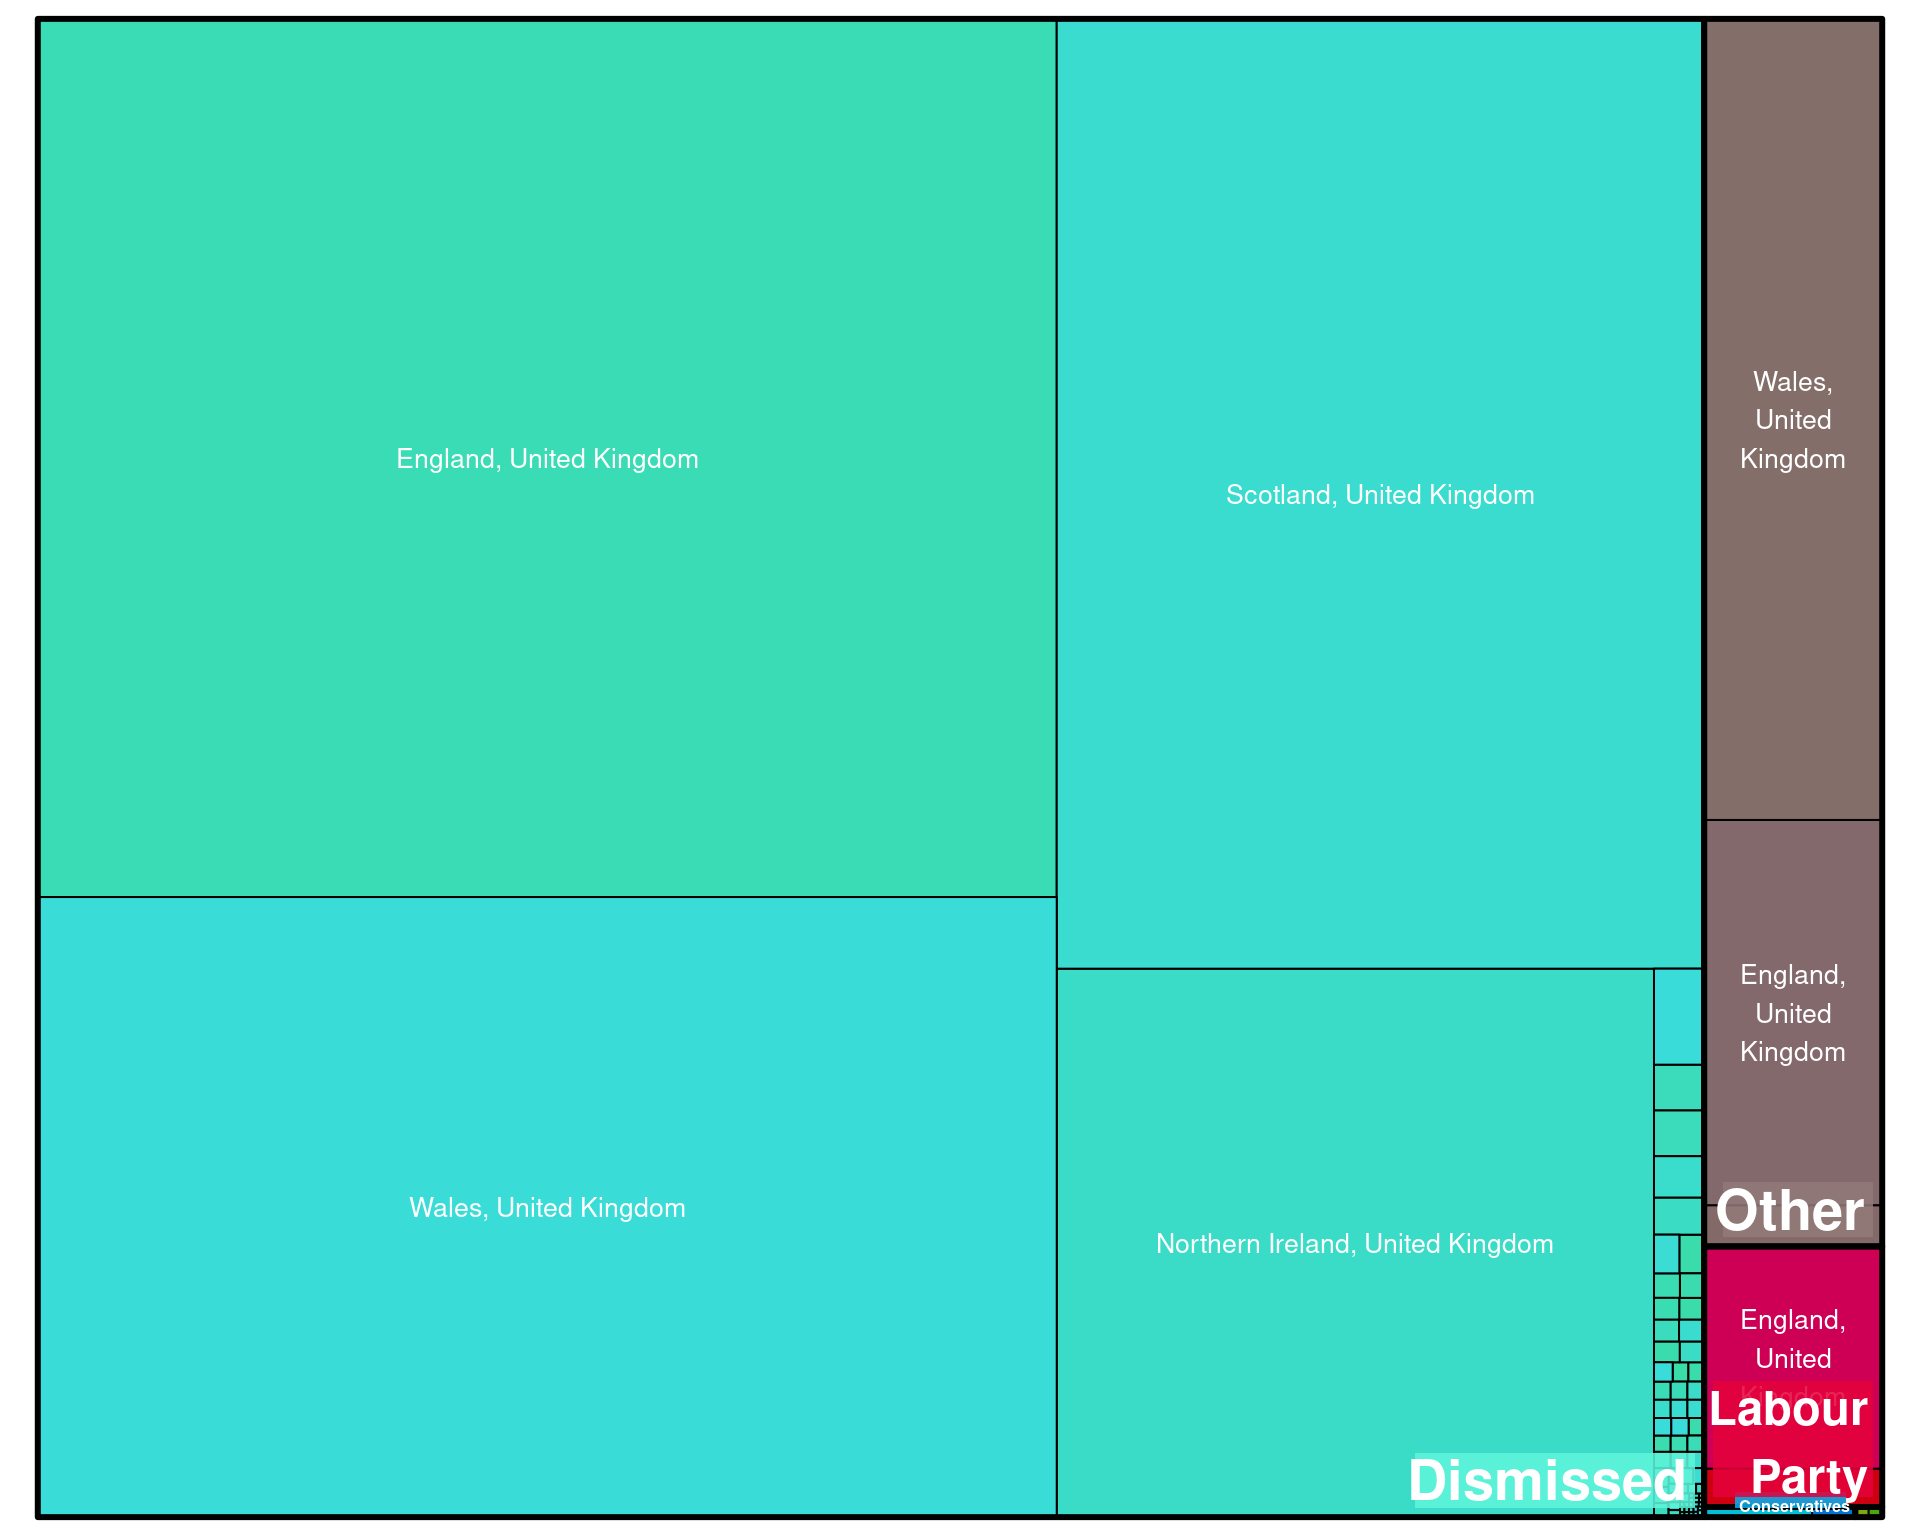 England, United Kingdom
Scotland, United Kingdom
Wales, United Kingdom
Northern Ireland, United Kingdom
Dismissed
Wales,
United
Kingdom
England,
United
Kingdom
Other
England,
United
Kingdom
Labour
Party
Conservatives